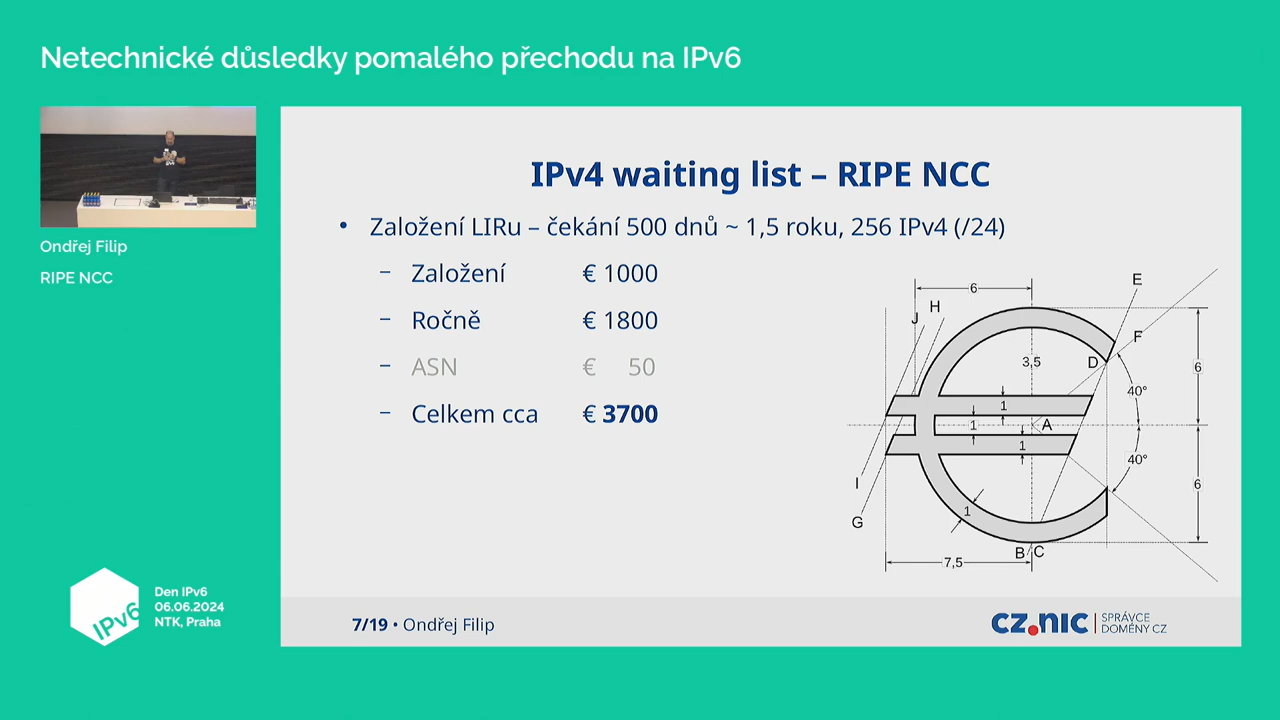 Netechnické důsledky pomalého přechodu na IPv6
Ondřej Filip
RIPE NCC
IPv4 waiting list – RIPE NCC
• Založení LIRu – čekání 500 dnů ~ 1,5 roku, 256 IPv4 (/24)
– Založení € 1000
– Ročně € 1800
– ASN € 50
– Celkem cca € 3700
6
E
H
J
F
3,5
D
6
40°
1
1
A
1
40°
I
6
1
G
B/C
7,5
IPv6
Den IPv6
06.06.2024
NTK, Praha
7/19 • Ondřej Filip
CZ.NIC
SPRÁVCE
DOMÉNY CZ